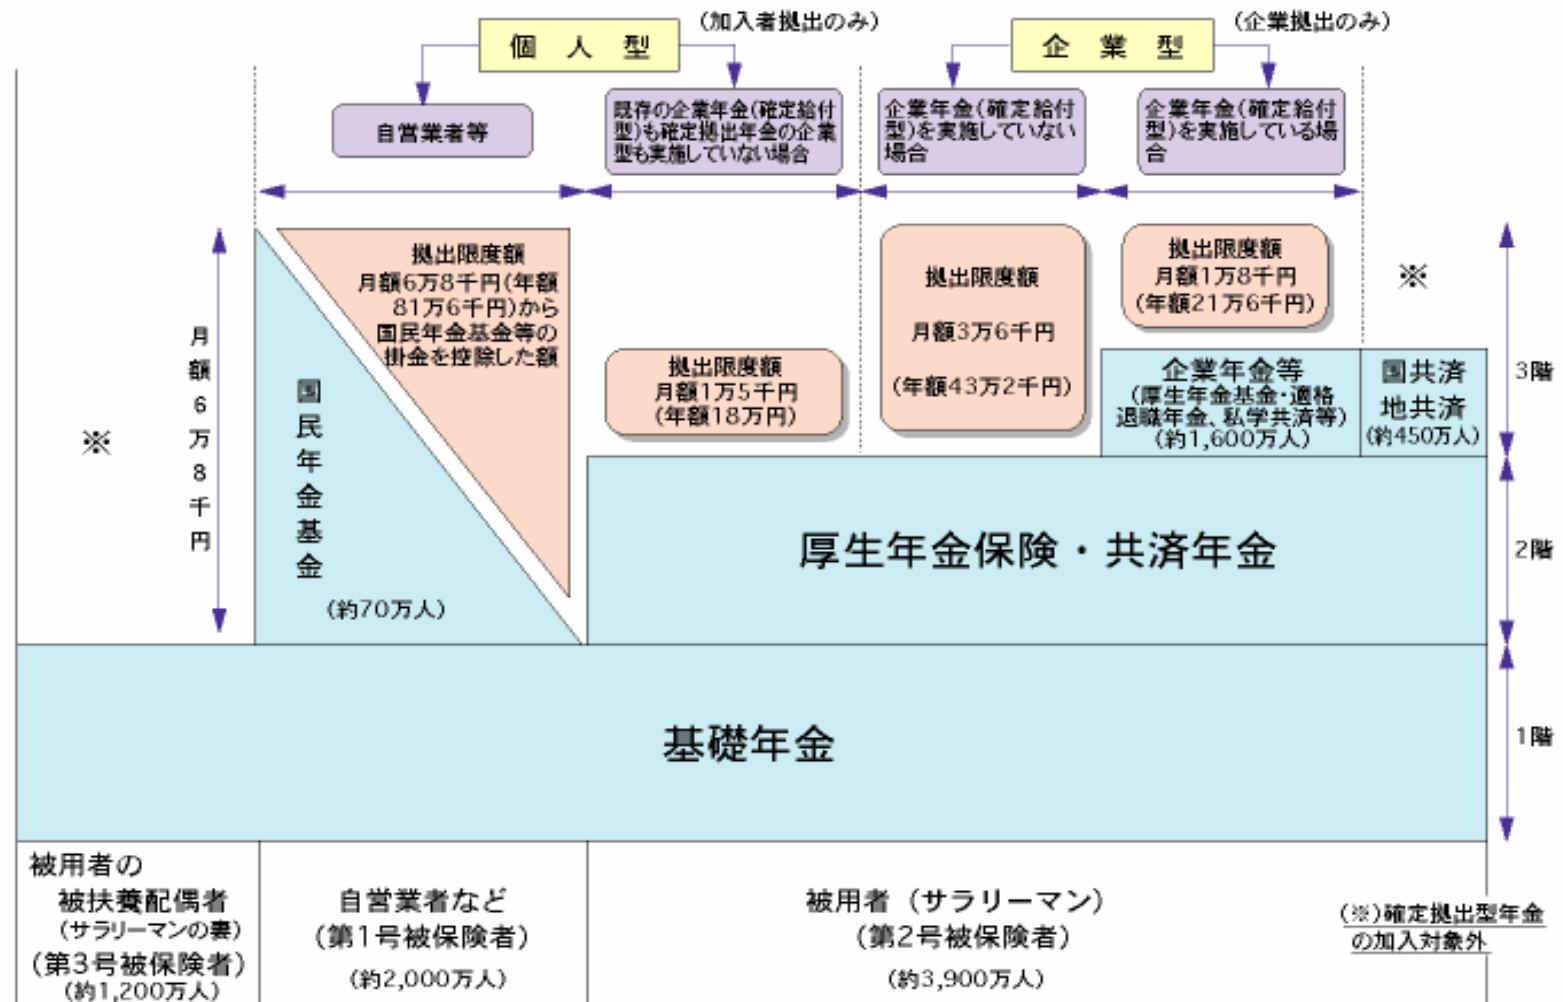 (加入者拠出のみ)
個人型
(企業拠出のみ)
企業型
自営業者等
既存の企業年金(確定給付
型)も確定拠出年金の企業
型も実施していない場合
企業年金(確定給付
型)を実施していない
場合
企業年金(確定給付
型)を実施している場
合
拠出限度額
月額6万8千円(年額
81万6千円)から
国民年金基金等の
掛金を控除した額
拠出限度額
月額1万5千円
(年額18万円)
拠出限度額
月額3万6千円
(年額43万2千円)
拠出限度額
月額1万8千円
(年額21万6千円)
※
月額6万8千円
※
国民年金基金
(約70万人)
企業年金等
(厚生年金基金・適格
退職年金、私学共済等)
(約1,600万人)
国共済
地共済
(約450万人)
3階
厚生年金保険・共済年金
2階
基礎年金
1階
被用者の
被扶養配偶者
(サラリーマンの妻)
(第3号被保険者)
(約1,200万人)
自営業者など
(第1号被保険者)
(約2,000万人)
被用者(サラリーマン)
(第2号被保険者)
(約3,900万人)
(※)確定拠出型年金
の加入対象外